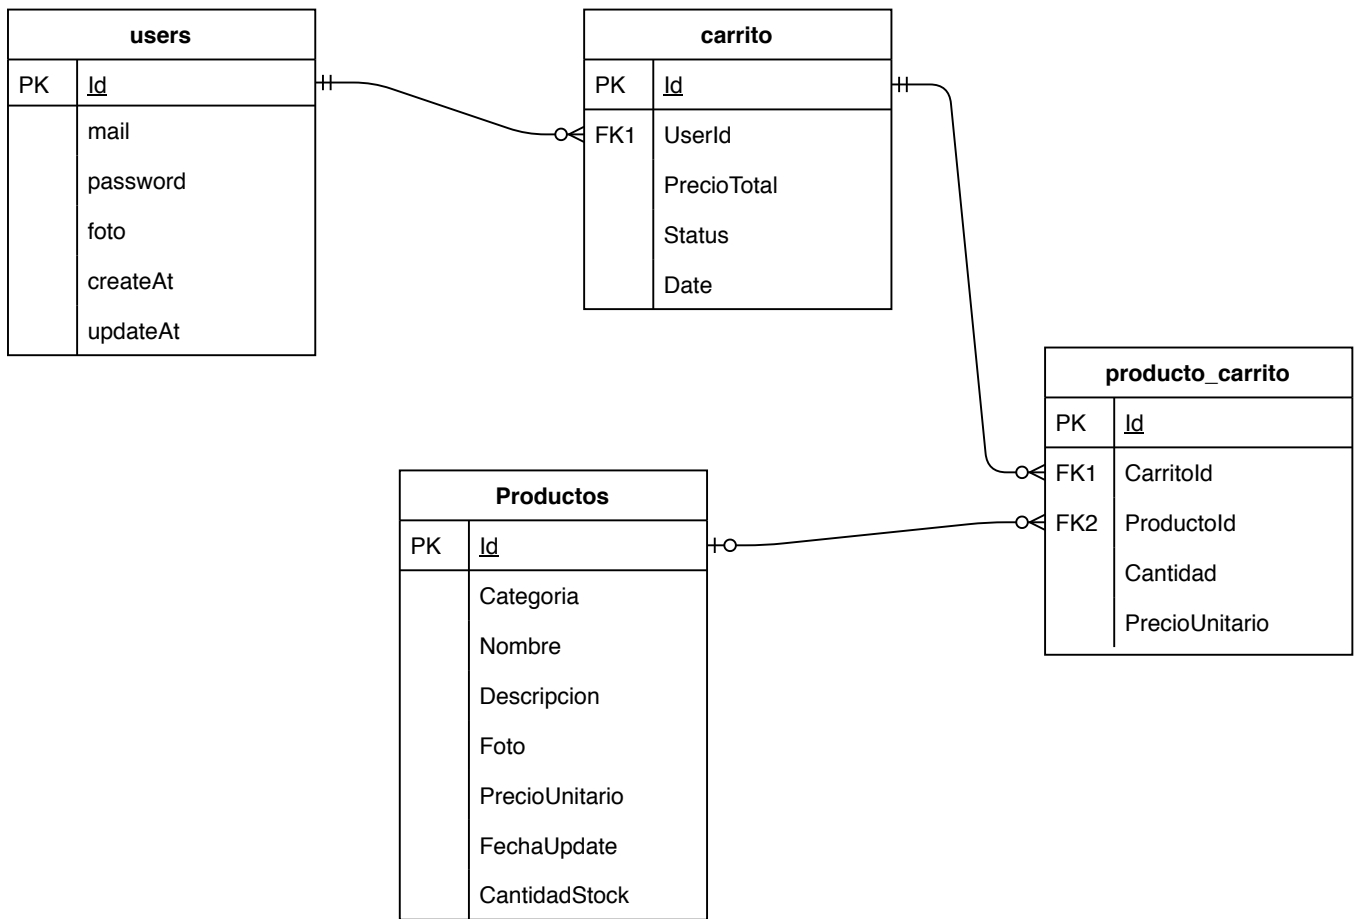 users
PK Id
mail
password
foto
createAt
updateAt
carrito
PK Id
FK1 UserId
PrecioTotal
Status
Date
producto_carrito
PK Id
FK1 CarritoId
FK2 ProductoId
Cantidad
PrecioUnitario
Productos
PK Id
Categoria
Nombre
Descripcion
Foto
PrecioUnitario
FechaUpdate
CantidadStock